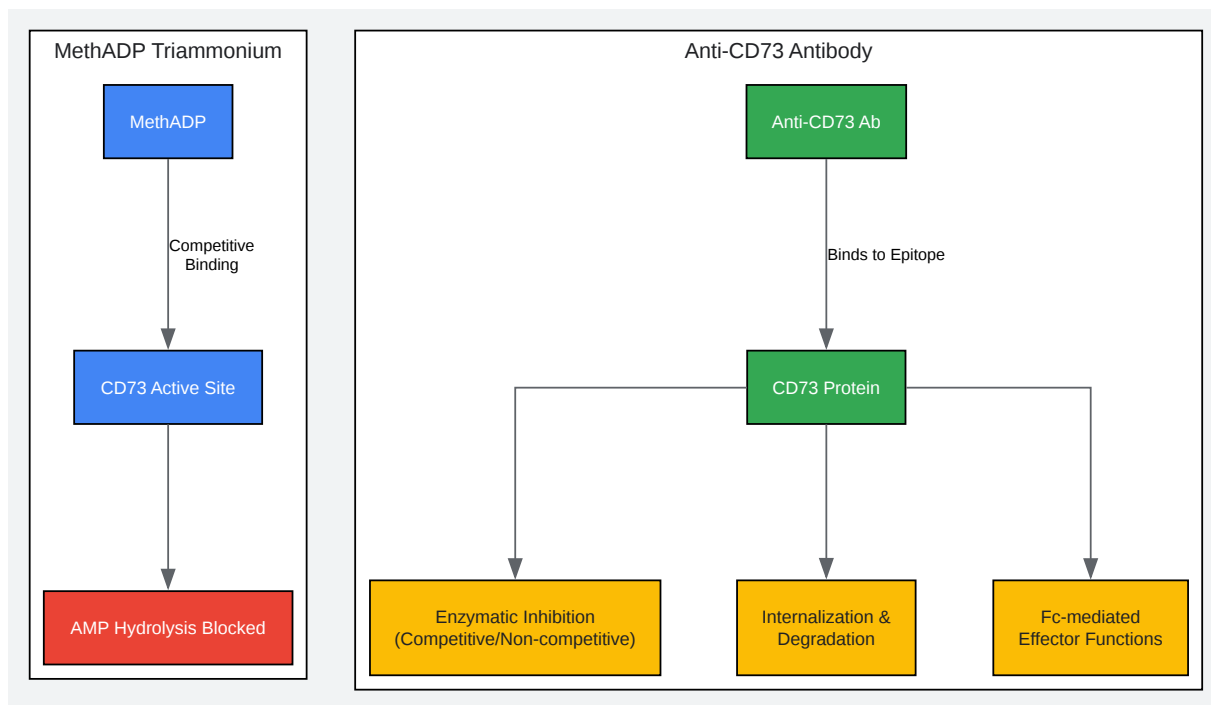 MethADP Triammonium
MethADP
Competitive
Binding
CD73 Active Site
AMP Hydrolysis Blocked
Anti-CD73 Antibody
Anti-CD73 Ab
Binds to Epitope
CD73 Protein
Enzymatic Inhibition
(Competitive/Non-competitive)
Internalization &
Degradation
Fc-mediated
Effector Functions